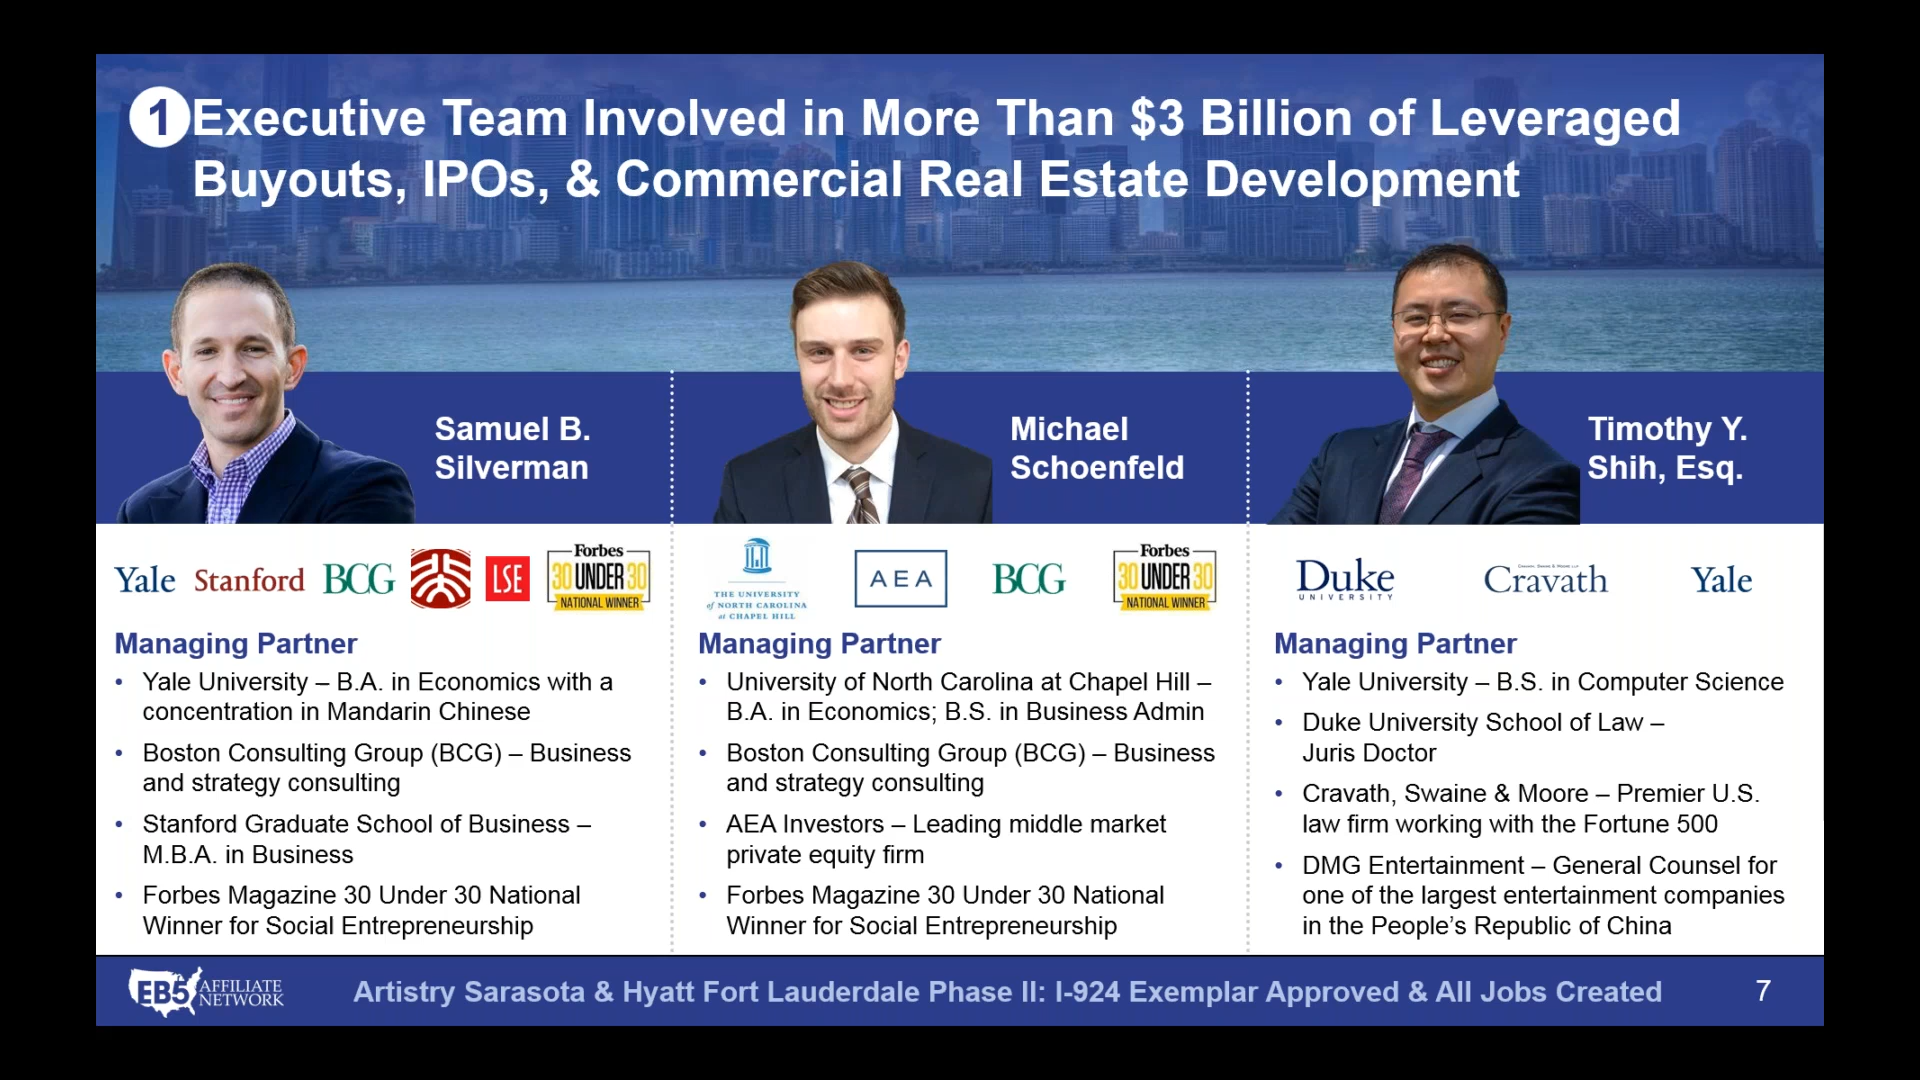 1 Executive Team Involved in More Than $3 Billion of Leveraged
Buyouts, IPOs, & Commercial Real Estate Development
Samuel B.
Silverman
Michael
Schoenfeld
Timothy Y.
Shih, Esq.
Yale Stanford BCG LSE Forbes
30 UNDER 30
NATIONAL WINNER
Managing Partner
• Yale University – B.A. in Economics with a
concentration in Mandarin Chinese
• Boston Consulting Group (BCG) – Business
and strategy consulting
• Stanford Graduate School of Business –
M.B.A. in Business
• Forbes Magazine 30 Under 30 National
Winner for Social Entrepreneurship
THE UNIVERSITY
of NORTH CAROLINA
at CHAPEL HILL
AEA
BCG
Forbes
30 UNDER 30
NATIONAL WINNER
Managing Partner
• University of North Carolina at Chapel Hill –
B.A. in Economics; B.S. in Business Admin
• Boston Consulting Group (BCG) – Business
and strategy consulting
• AEA Investors – Leading middle market
private equity firm
• Forbes Magazine 30 Under 30 National
Winner for Social Entrepreneurship
Duke
UNIVERSITY
CRAVATH, SWAINE & MOORE LLP
Cravath
Yale
Managing Partner
• Yale University – B.S. in Computer Science
• Duke University School of Law –
Juris Doctor
• Cravath, Swaine & Moore – Premier U.S.
law firm working with the Fortune 500
• DMG Entertainment – General Counsel for
one of the largest entertainment companies
in the People’s Republic of China
EB5 AFFILIATE
NETWORK
Artistry Sarasota & Hyatt Fort Lauderdale Phase II: I-924 Exemplar Approved & All Jobs Created
7